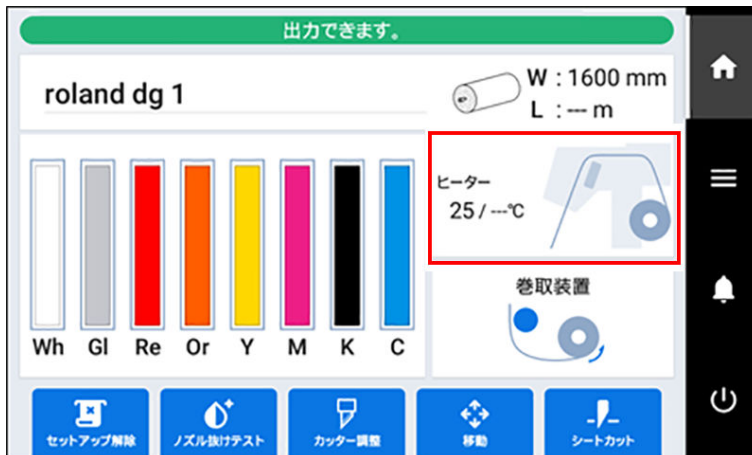 出力できます。
roland dg 1
W : 1600 mm
L : --- m
ヒーター
25 / ---℃
巻取装置
Wh Gl Re Or Y M K C
セットアップ解除 ノズル抜けテスト カッター調整 移動 シートカット